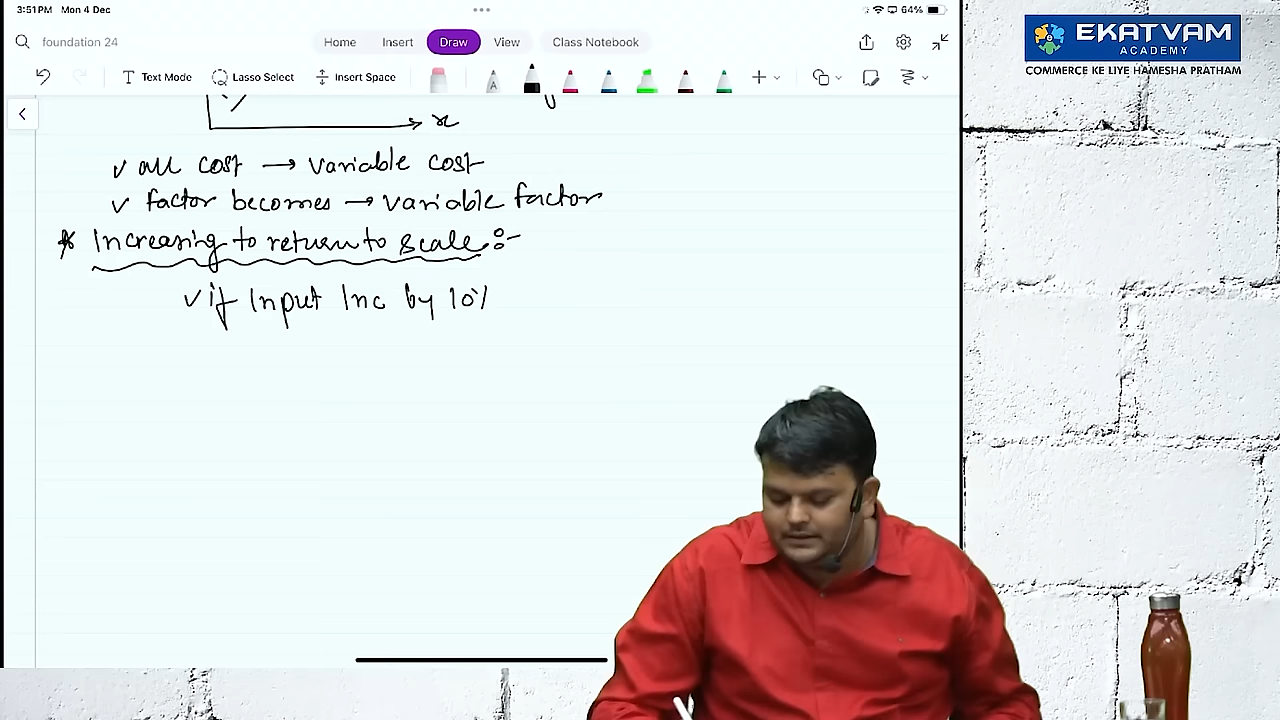 3:51PM Mon 4 Dec
64%
foundation 24
Home Insert Draw View Class Notebook
Text Mode Lasso Select Insert Space
EKATVAM
ACADEMY
COMMERCE KE LIYE HAMESHA PRATHAM
x
✓ all cost → variable cost
✓ factor becomes → variable factor
* Increasing to return to scale :-
✓ if Input Inc by 10%